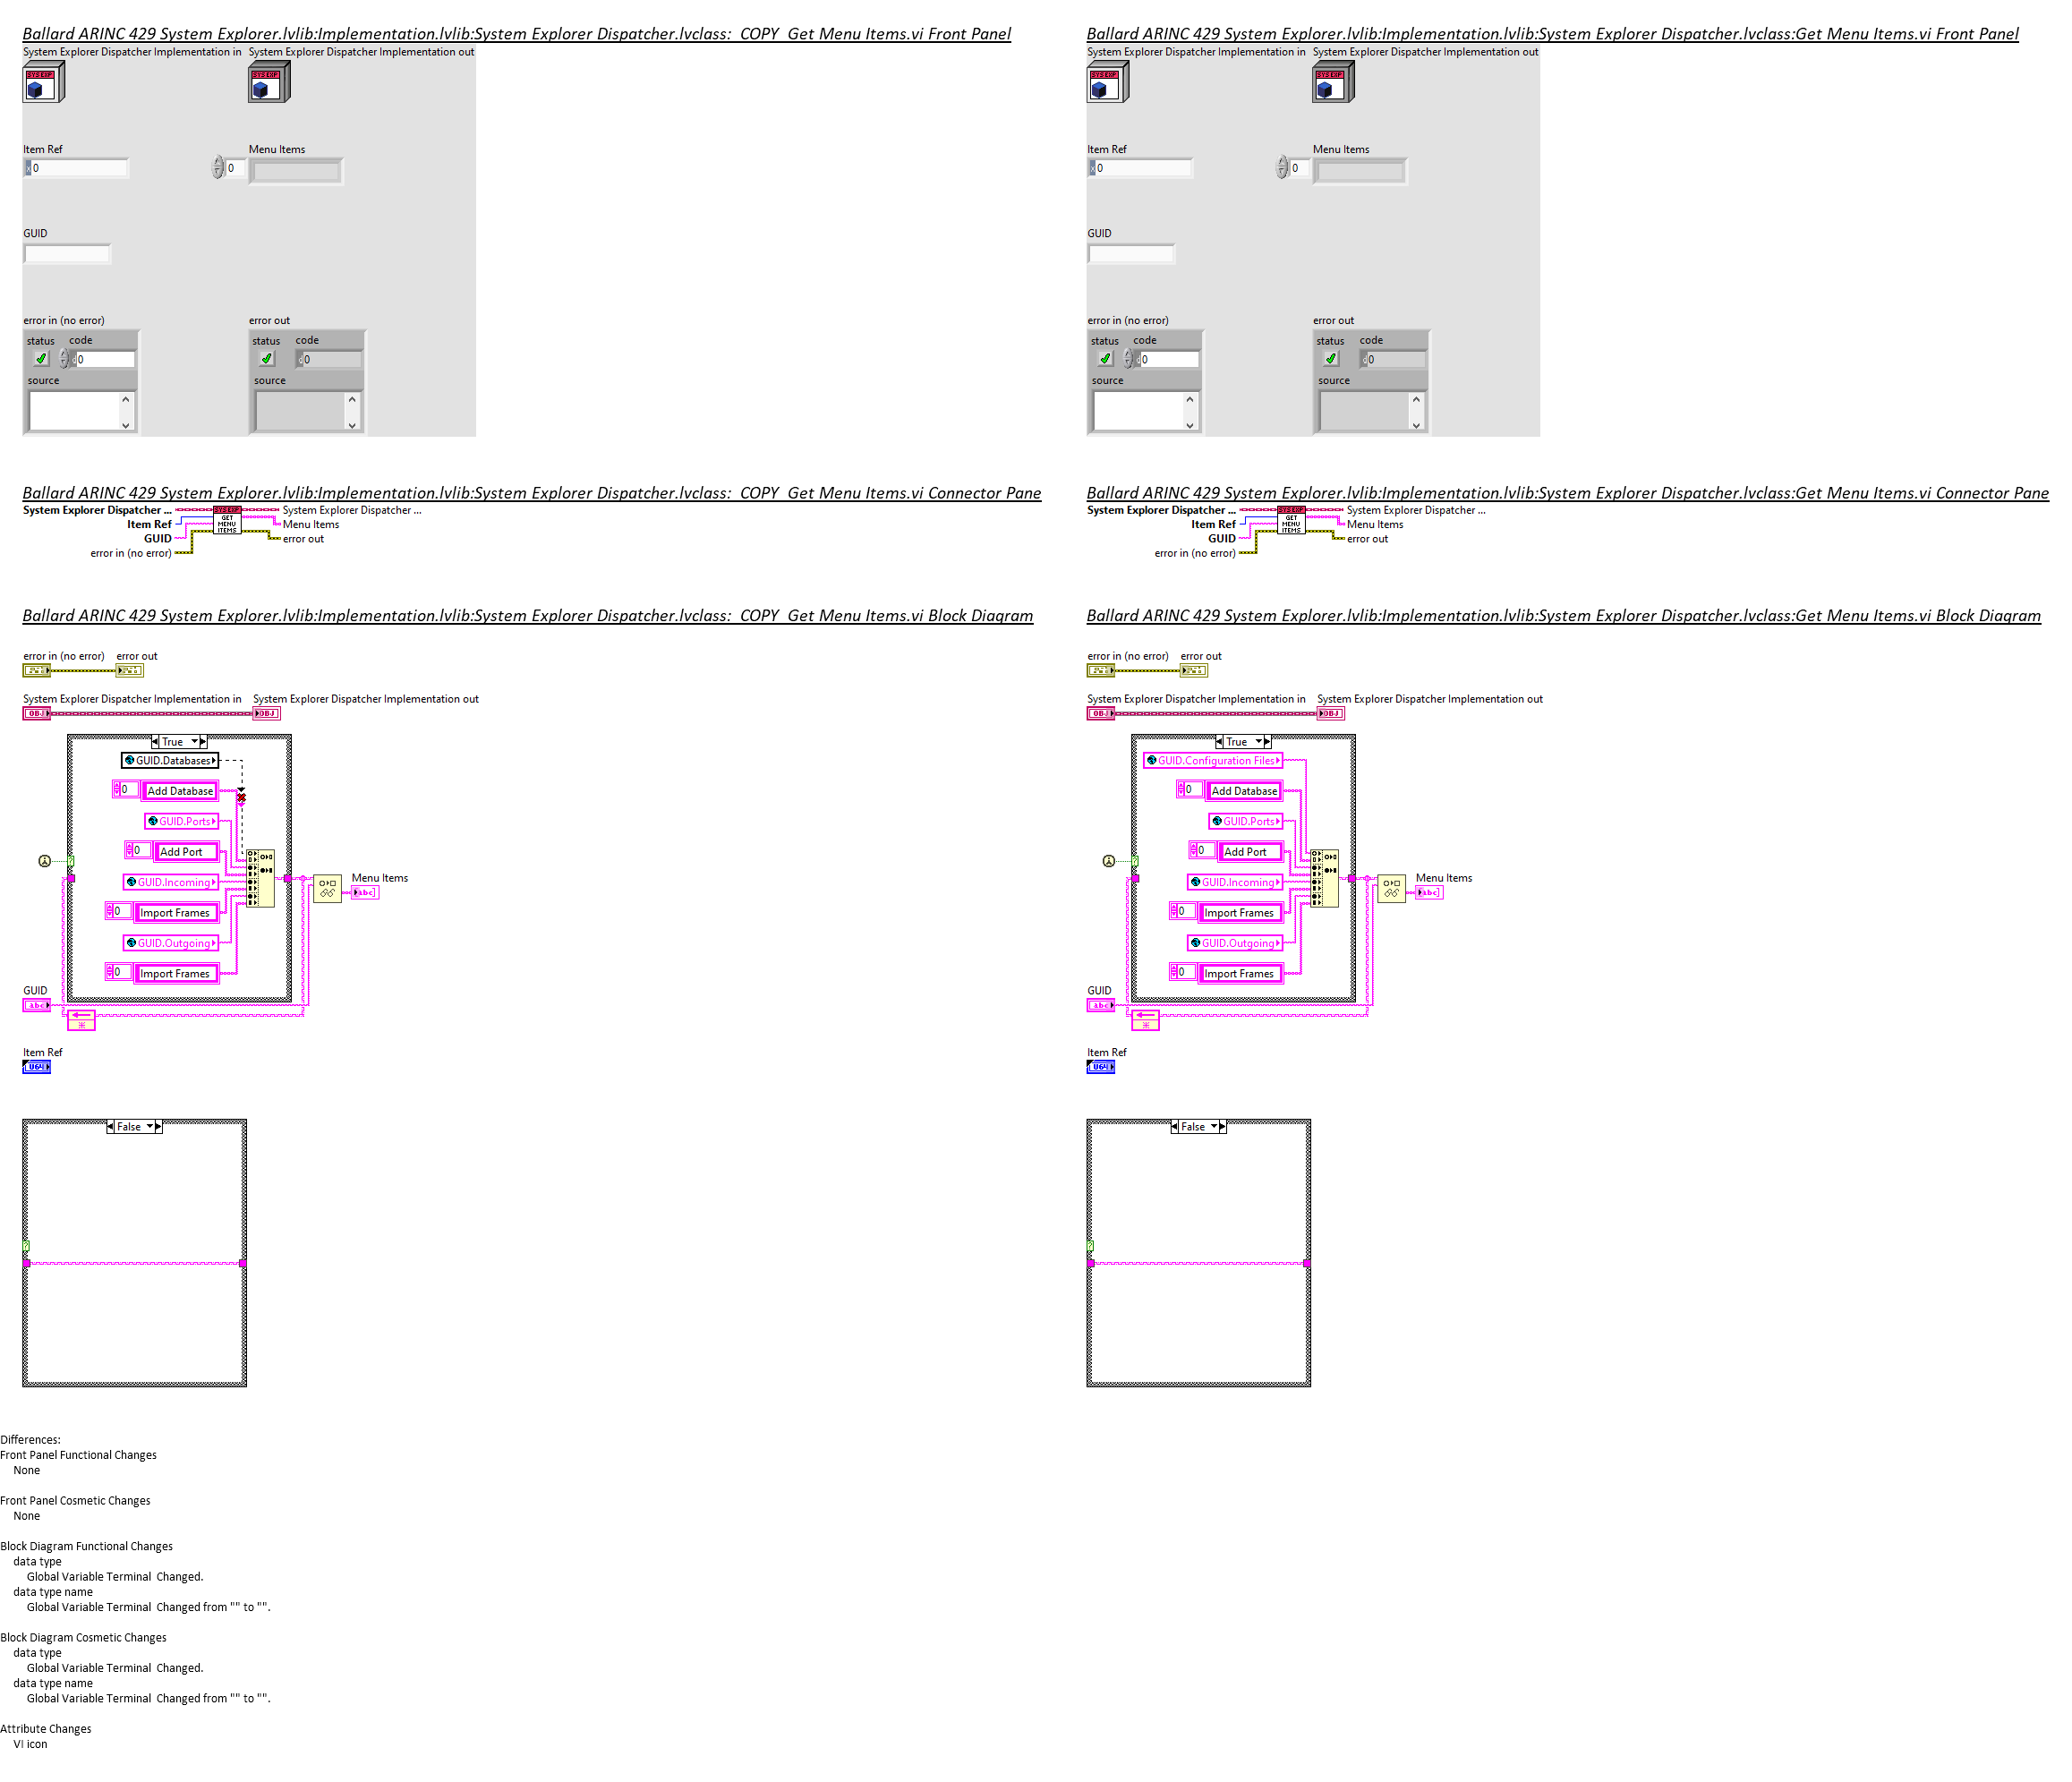 Ballard ARINC 429 System Explorer.lvlib:Implementation.lvlib:System Explorer Dispatcher.lvclass:_COPY_Get Menu Items.vi Front Panel
System Explorer Dispatcher Implementation in
System Explorer Dispatcher Implementation out
SYS EXP
SYS EXP
Item Ref
Menu Items
x 0
0
GUID
error in (no error)
error out
status code
status code
0
0
source
source
Ballard ARINC 429 System Explorer.lvlib:Implementation.lvlib:System Explorer Dispatcher.lvclass:_COPY_Get Menu Items.vi Connector Pane
System Explorer Dispatcher ...
SYS EXP
System Explorer Dispatcher ...
Item Ref
GET MENU ITEMS
Menu Items
GUID
error out
error in (no error)
Ballard ARINC 429 System Explorer.lvlib:Implementation.lvlib:System Explorer Dispatcher.lvclass:_COPY_Get Menu Items.vi Block Diagram
error in (no error)
error out
System Explorer Dispatcher Implementation in
System Explorer Dispatcher Implementation out
OBJ
OBJ
True
GUID.Databases
0 Add Database
GUID.Ports
0 Add Port
?
GUID.Incoming
Menu Items
abc
0 Import Frames
GUID.Outgoing
0 Import Frames
GUID
abc
Item Ref
U64
False
?
Ballard ARINC 429 System Explorer.lvlib:Implementation.lvlib:System Explorer Dispatcher.lvclass:Get Menu Items.vi Front Panel
System Explorer Dispatcher Implementation in
System Explorer Dispatcher Implementation out
SYS EXP
SYS EXP
Item Ref
Menu Items
x 0
0
GUID
error in (no error)
error out
status code
status code
0
0
source
source
Ballard ARINC 429 System Explorer.lvlib:Implementation.lvlib:System Explorer Dispatcher.lvclass:Get Menu Items.vi Connector Pane
System Explorer Dispatcher ...
SYS EXP
System Explorer Dispatcher ...
Item Ref
GET MENU ITEMS
Menu Items
GUID
error out
error in (no error)
Ballard ARINC 429 System Explorer.lvlib:Implementation.lvlib:System Explorer Dispatcher.lvclass:Get Menu Items.vi Block Diagram
error in (no error)
error out
System Explorer Dispatcher Implementation in
System Explorer Dispatcher Implementation out
OBJ
OBJ
True
GUID.Configuration Files
0 Add Database
GUID.Ports
0 Add Port
?
GUID.Incoming
Menu Items
abc
0 Import Frames
GUID.Outgoing
0 Import Frames
GUID
abc
Item Ref
U64
False
?
Differences:
Front Panel Functional Changes
None
Front Panel Cosmetic Changes
None
Block Diagram Functional Changes
data type
Global Variable Terminal  Changed.
data type name
Global Variable Terminal  Changed from "" to "".
Block Diagram Cosmetic Changes
data type
Global Variable Terminal  Changed.
data type name
Global Variable Terminal  Changed from "" to "".
Attribute Changes
VI icon